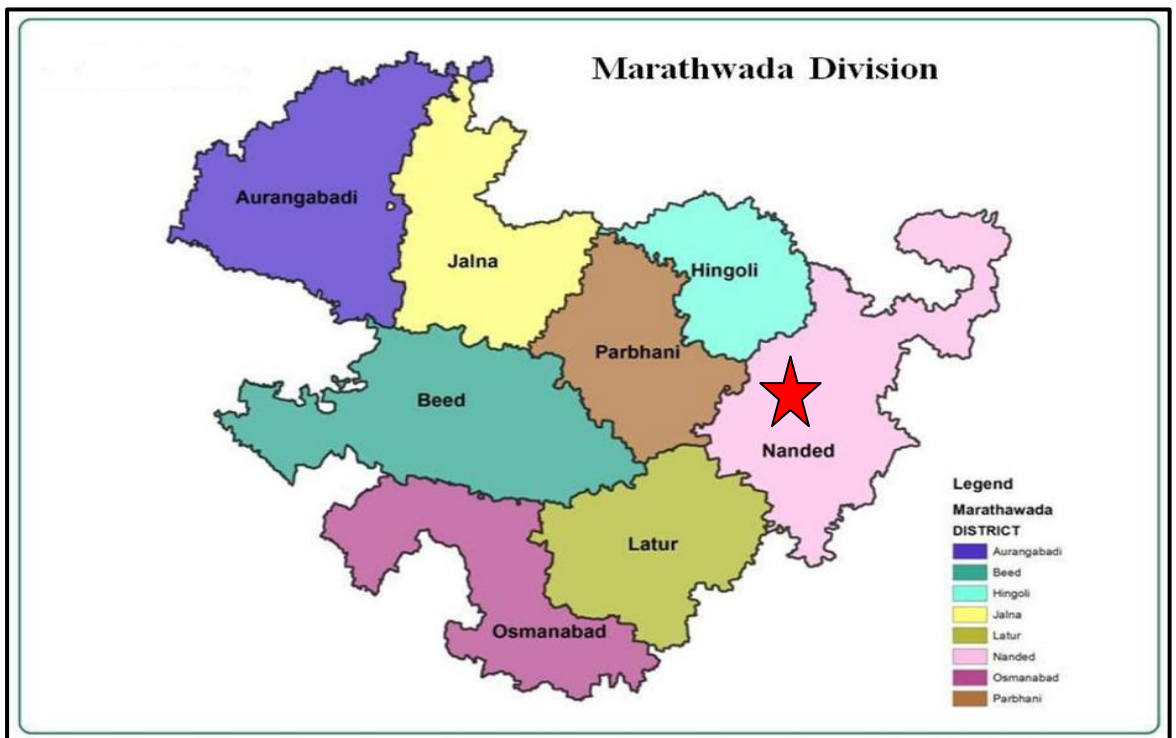 Marathwada Division
Aurangabadi
Jalna
Hingoli
Parbhani
Beed
Nanded
Latur
Osmanabad
Legend
Marathawada
DISTRICT
Aurangabadi
Beed
Hingoli
Jalna
Latur
Nanded
Osmanabad
Parbhani